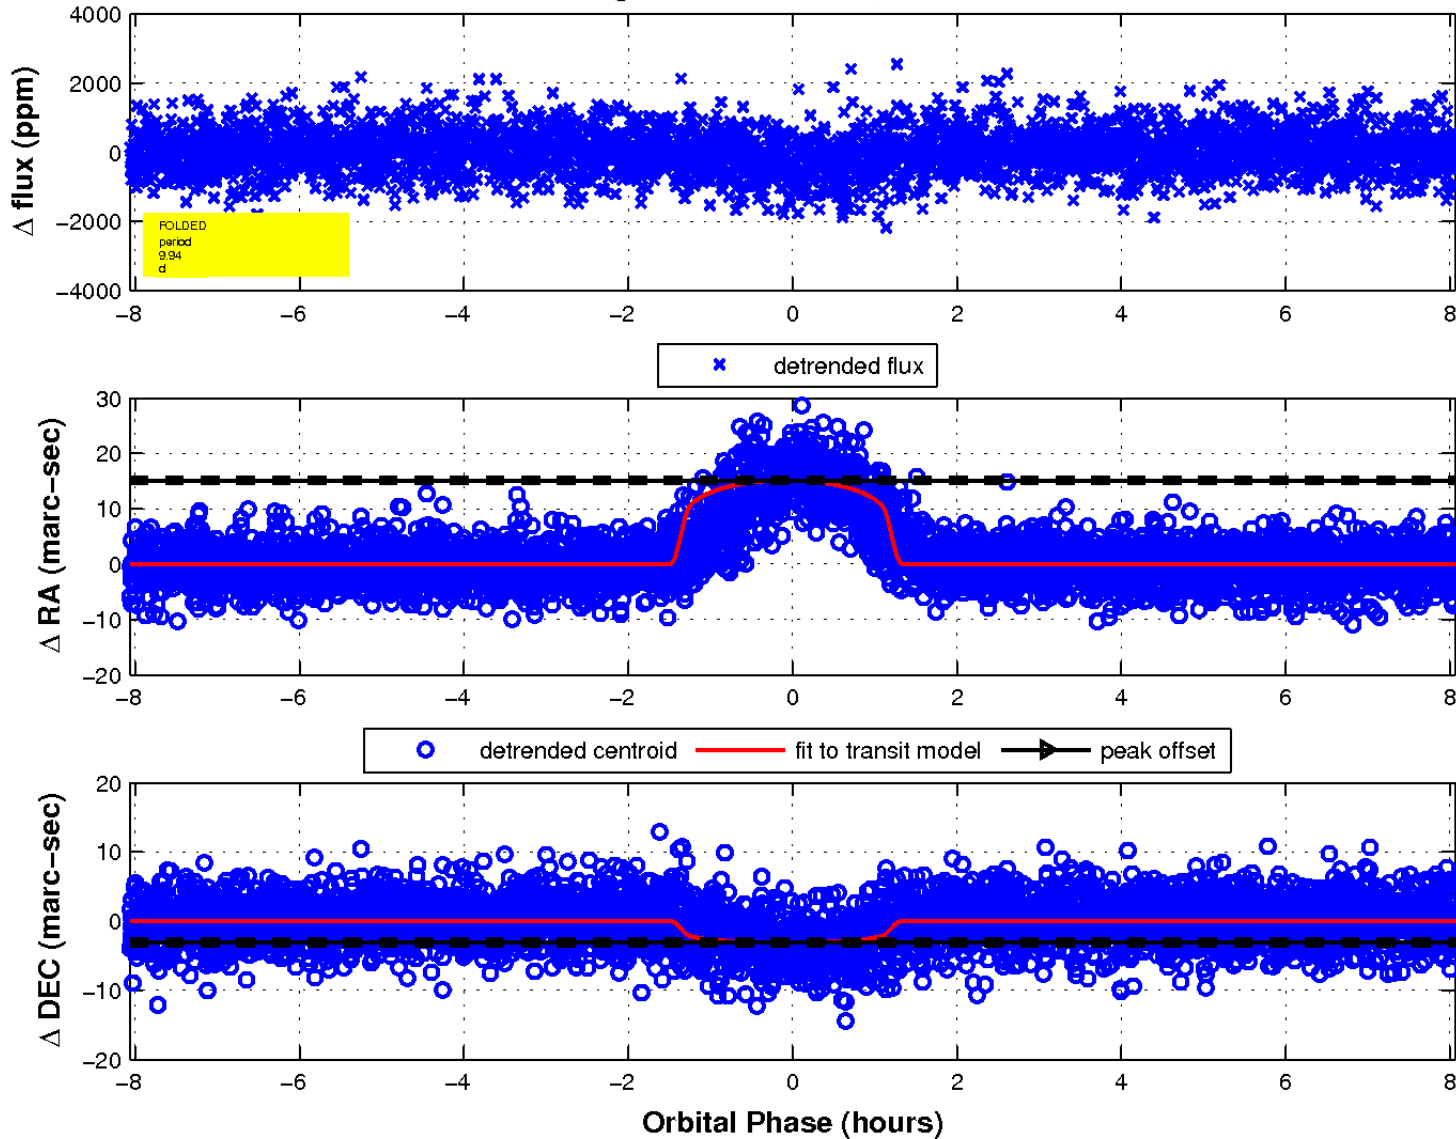 4000
2000
0
−2000
−4000
Δ flux (ppm)
FOLDED
period
9.94
d
−8 −6 −4 −2 0 2 4 6 8
detrended flux
30
20
10
0
−10
−20
Δ RA (marc−sec)
−8 −6 −4 −2 0 2 4 6 8
detrended centroid fit to transit model peak offset
20
10
0
−10
−20
Δ DEC (marc−sec)
−8 −6 −4 −2 0 2 4 6 8
Orbital Phase (hours)